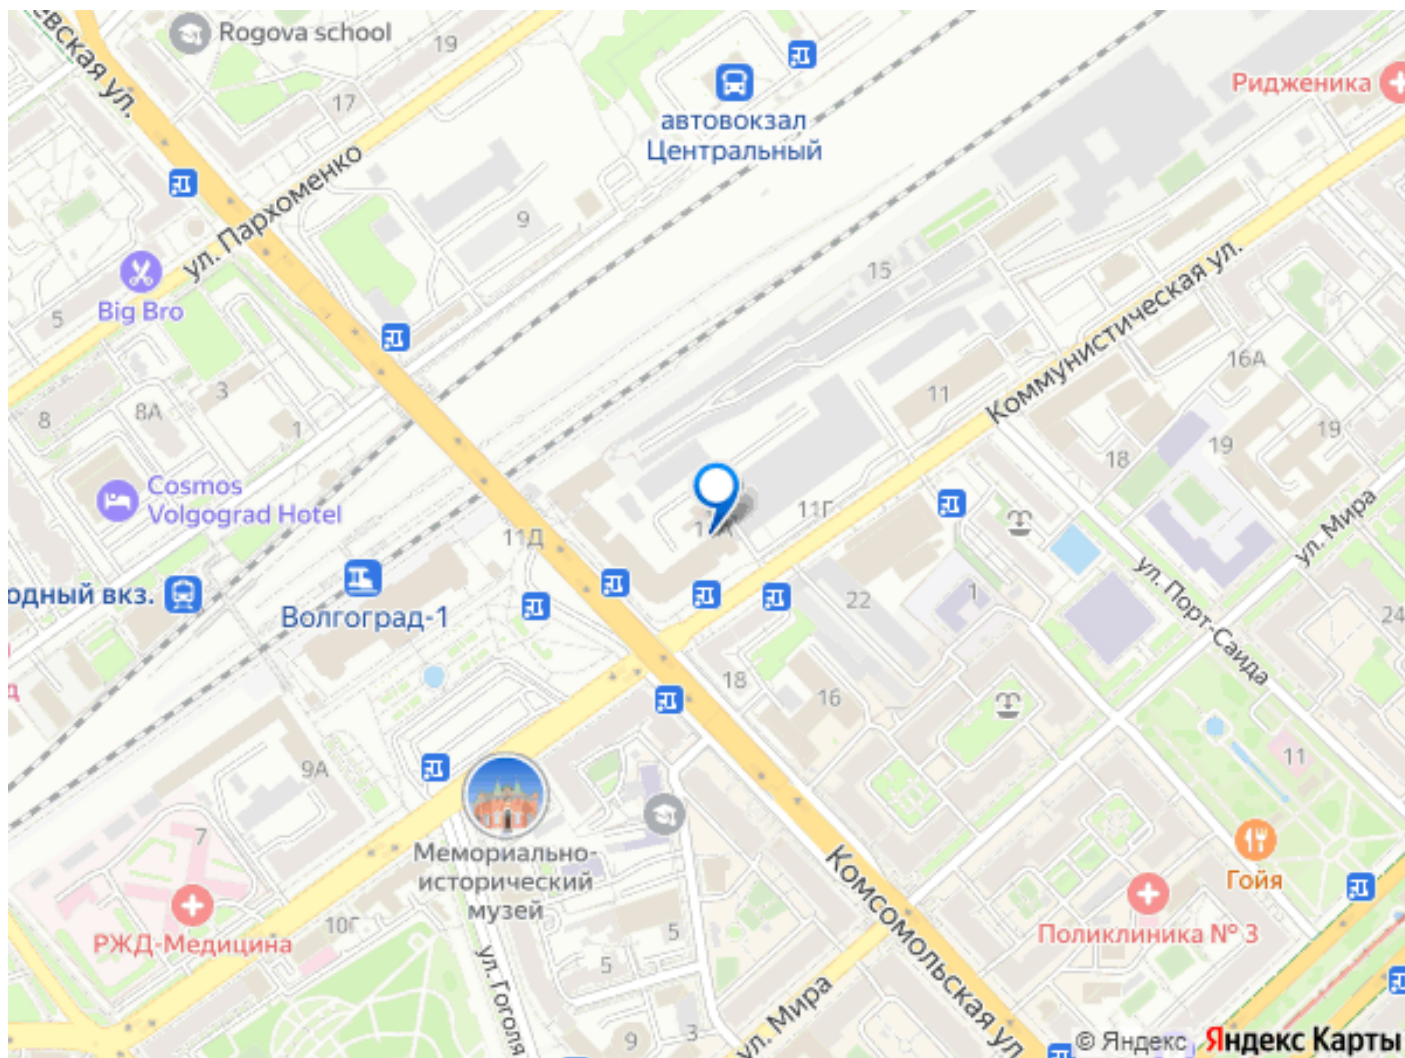 Rogova school
19
17
евская ул.
ул. Пархоменко
автовокзал
Центральный
Ридженика
9
15
Big Bro
5
3
8А
8
1
Коммунистическая ул.
16А
11
19
19
18
Cosmos
Volgograd Hotel
11Д
11Г
ул. Мира
одный вкз.
Волгоград-1
22
1
ул. Порт-Саида
24
18
16
11
9А
7
Мемориально-
исторический
музей
РЖД-Медицина
10Г
ул. Гоголя
5
5
3
9
ул. Мира
Комсомольская ул.
Гойя
Поликлиника № 3
© Яндекс Яндекс Карты